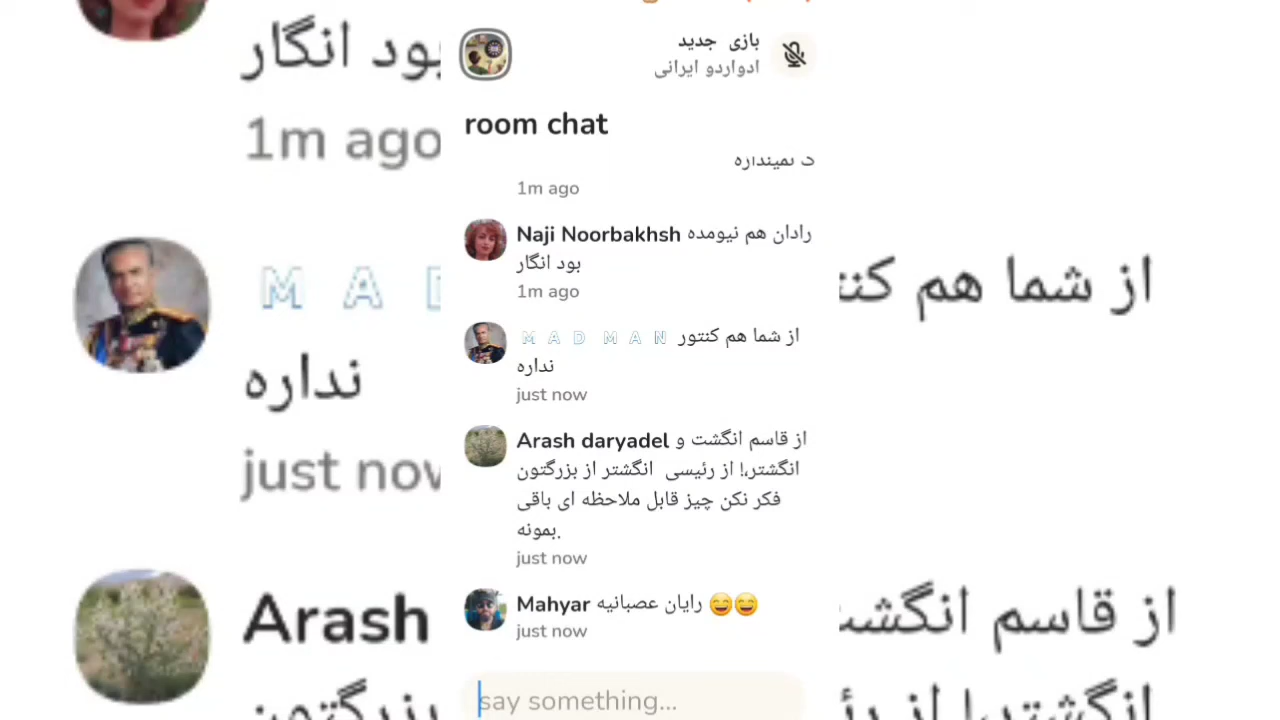 بازی جدید
ادواردو ایرانی
room chat
1m ago
Naji Noorbakhsh رادان هم نیومده
بود انگار
1m ago
M A D M A N از شما هم کنتور
نداره
just now
Arash daryadel از قاسم انگشت و
انگشتر،! از رئیسی انگشتر از بزرگتون
فکر نکن چیز قابل ملاحظه ای باقی
بمونه.
just now
Mahyar رایان عصبانیه 😄😄
just now
say something...
بود انگار
1m ago
M A
نداره
just now
Arash
بزرگتون
از شما هم
از قاسم